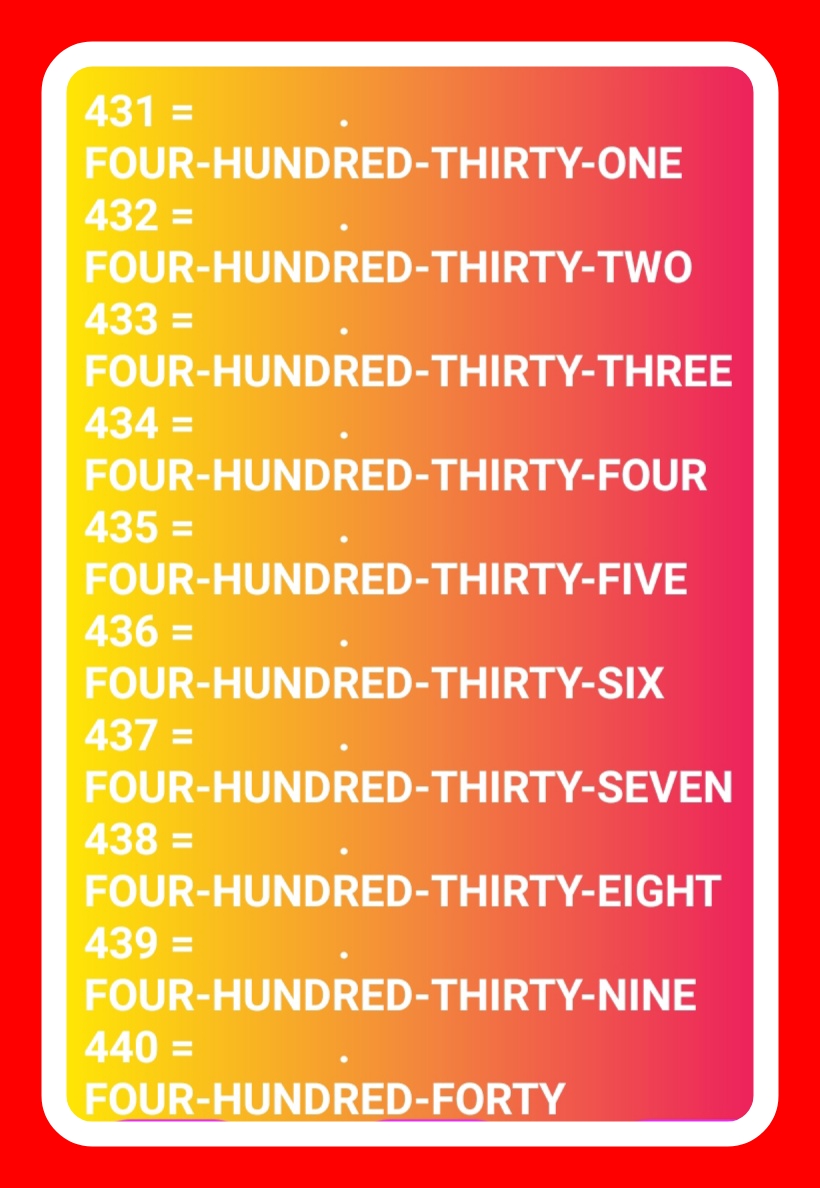 431 = .
FOUR-HUNDRED-THIRTY-ONE
432 = .
FOUR-HUNDRED-THIRTY-TWO
433 = .
FOUR-HUNDRED-THIRTY-THREE
434 = .
FOUR-HUNDRED-THIRTY-FOUR
435 = .
FOUR-HUNDRED-THIRTY-FIVE
436 = .
FOUR-HUNDRED-THIRTY-SIX
437 = .
FOUR-HUNDRED-THIRTY-SEVEN
438 = .
FOUR-HUNDRED-THIRTY-EIGHT
439 = .
FOUR-HUNDRED-THIRTY-NINE
440 = .
FOUR-HUNDRED-FORTY